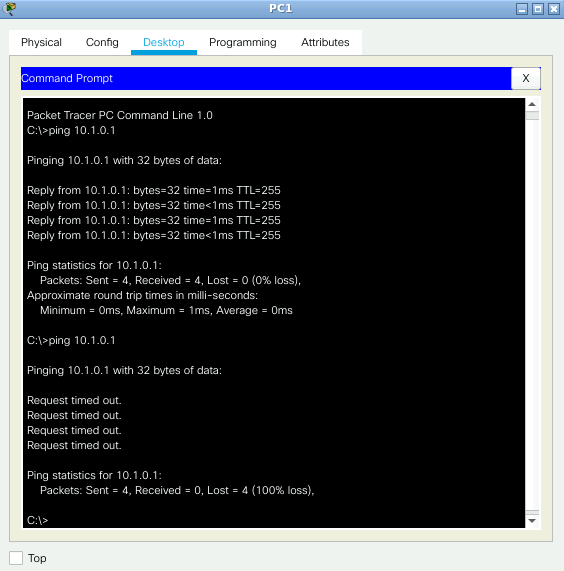 PC1
Physical Config Desktop Programming Attributes
Command Prompt X
Packet Tracer PC Command Line 1.0
C:\>ping 10.1.0.1
Pinging 10.1.0.1 with 32 bytes of data:
Reply from 10.1.0.1: bytes=32 time=1ms TTL=255
Reply from 10.1.0.1: bytes=32 time<1ms TTL=255
Reply from 10.1.0.1: bytes=32 time=1ms TTL=255
Reply from 10.1.0.1: bytes=32 time<1ms TTL=255
Ping statistics for 10.1.0.1:
Packets: Sent = 4, Received = 4, Lost = 0 (0% loss),
Approximate round trip times in milli-seconds:
Minimum = 0ms, Maximum = 1ms, Average = 0ms
C:\>ping 10.1.0.1
Pinging 10.1.0.1 with 32 bytes of data:
Request timed out.
Request timed out.
Request timed out.
Request timed out.
Ping statistics for 10.1.0.1:
Packets: Sent = 4, Received = 0, Lost = 4 (100% loss),
C:\>
Top